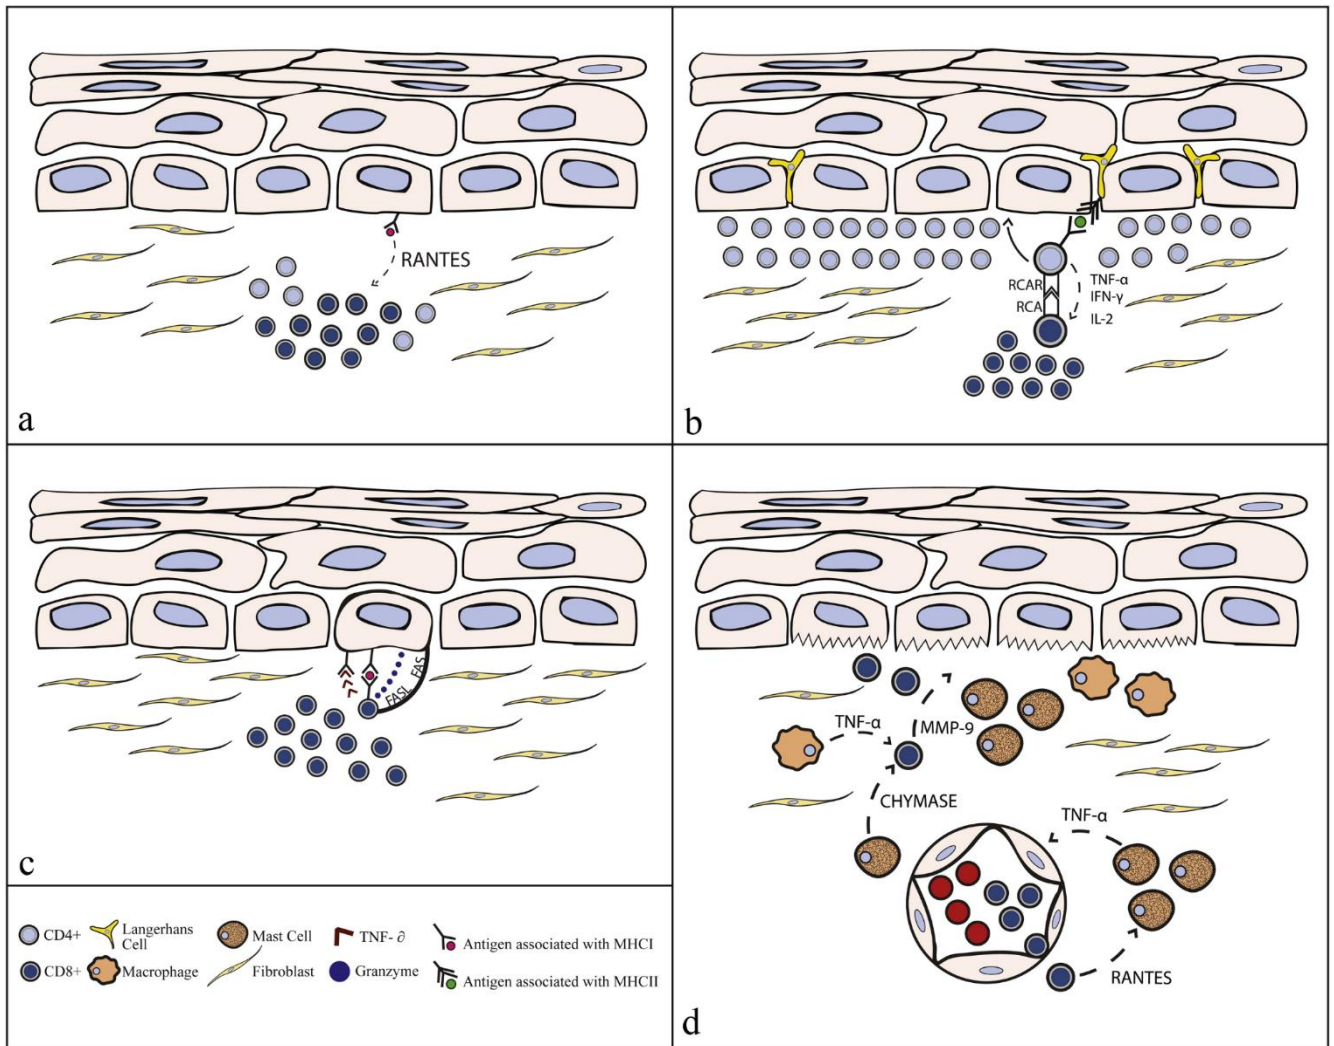 RANTES
a
RCAR
RCA
TNF-α
IFN-γ
IL-2
b
FASL FAS
c
TNF-α
MMP-9
CHYMASE
TNF-α
RANTES
d
CD4+
Langerhans
Cell
Mast Cell
TNF- ∂
Antigen associated with MHCI
CD8+
Macrophage
Fibroblast
Granzyme
Antigen associated with MHCII